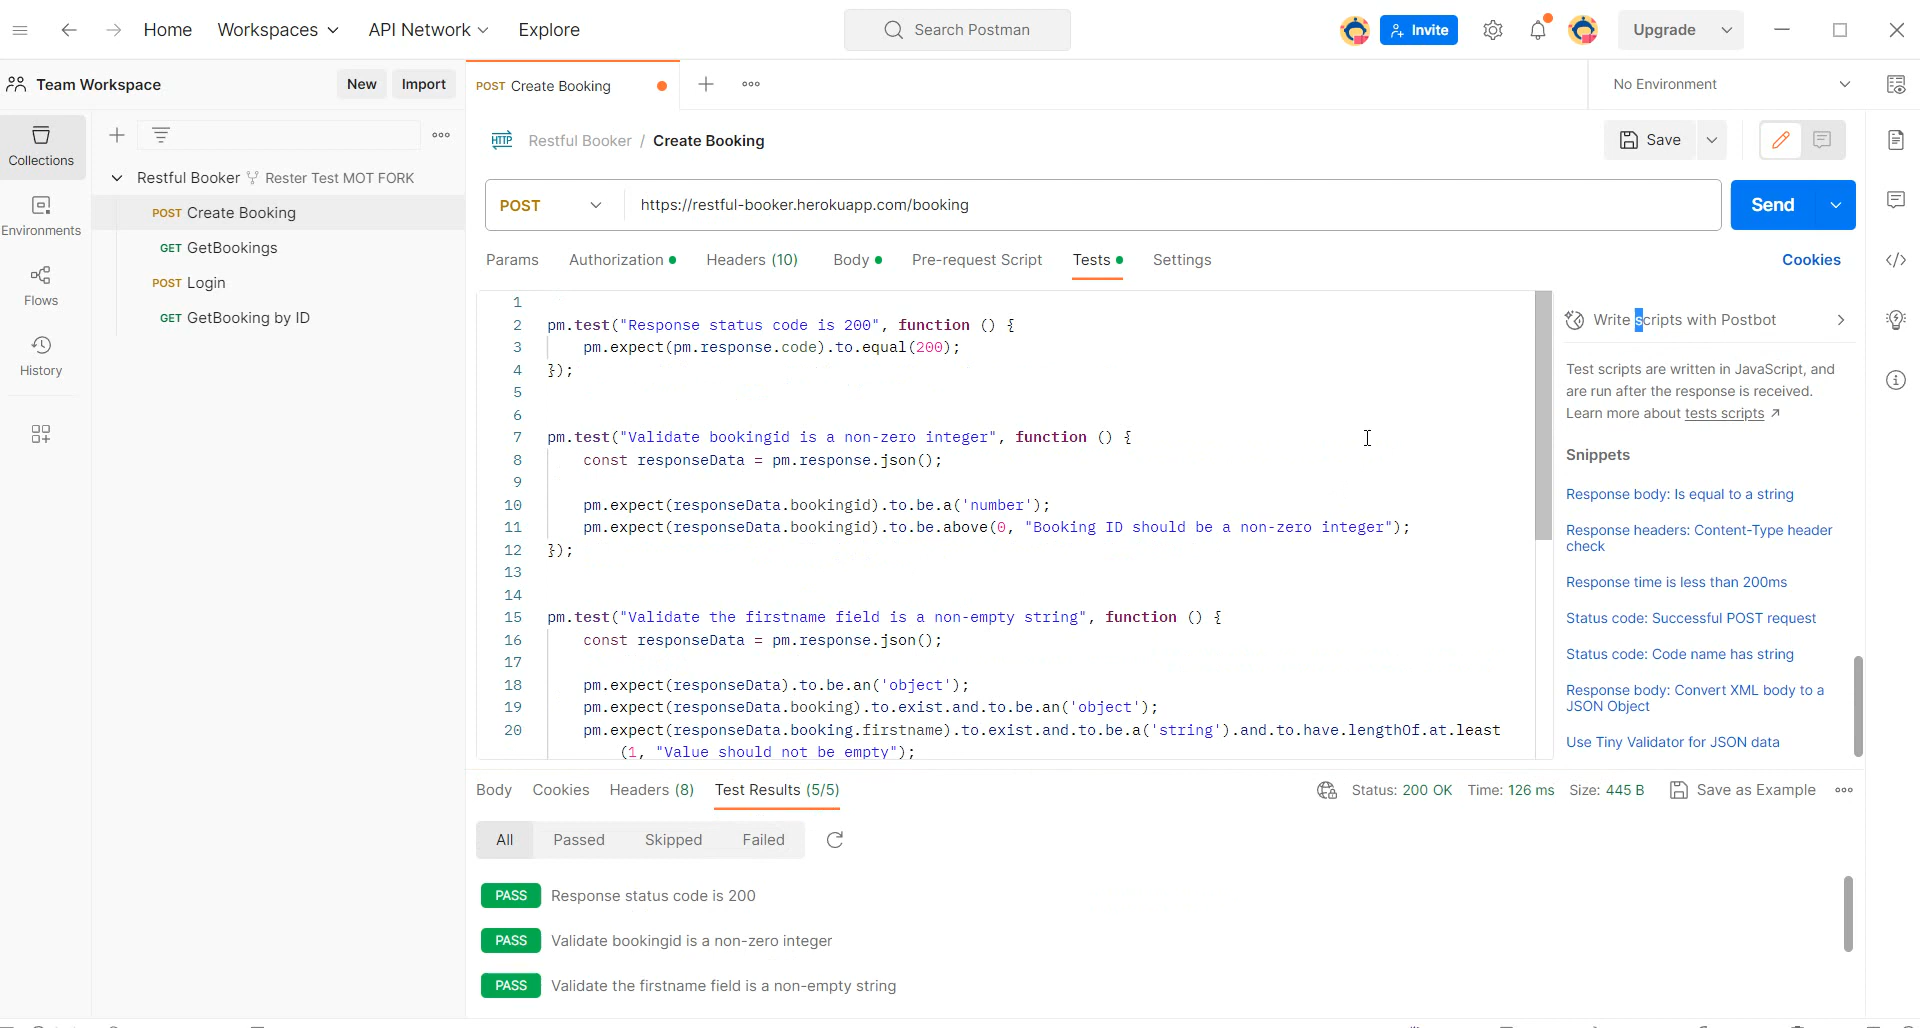 Home Workspaces API Network Explore Search Postman Invite Upgrade
Team Workspace New Import POST Create Booking No Environment
Collections
Environments
Flows
History
Restful Booker Rester Test MOT FORK
POST Create Booking
GET GetBookings
POST Login
GET GetBooking by ID
HTTP Restful Booker / Create Booking Save
POST https://restful-booker.herokuapp.com/booking Send
Params Authorization Headers (10) Body Pre-request Script Tests Settings Cookies
1
2 pm.test("Response status code is 200", function () {
3 pm.expect(pm.response.code).to.equal(200);
4 });
5
6
7 pm.test("Validate bookingid is a non-zero integer", function () {
8 const responseData = pm.response.json();
9
10 pm.expect(responseData.bookingid).to.be.a('number');
11 pm.expect(responseData.bookingid).to.be.above(0, "Booking ID should be a non-zero integer");
12 });
13
14
15 pm.test("Validate the firstname field is a non-empty string", function () {
16 const responseData = pm.response.json();
17
18 pm.expect(responseData).to.be.an('object');
19 pm.expect(responseData.booking).to.exist.and.to.be.an('object');
20 pm.expect(responseData.booking.firstname).to.exist.and.to.be.a('string').and.to.have.lengthOf.at.least
(1, "Value should not be empty");
Write scripts with Postbot
Test scripts are written in JavaScript, and
are run after the response is received.
Learn more about tests scripts
Snippets
Response body: Is equal to a string
Response headers: Content-Type header
check
Response time is less than 200ms
Status code: Successful POST request
Status code: Code name has string
Response body: Convert XML body to a
JSON Object
Use Tiny Validator for JSON data
Body Cookies Headers (8) Test Results (5/5) Status: 200 OK Time: 126 ms Size: 445 B Save as Example
All Passed Skipped Failed
PASS Response status code is 200
PASS Validate bookingid is a non-zero integer
PASS Validate the firstname field is a non-empty string